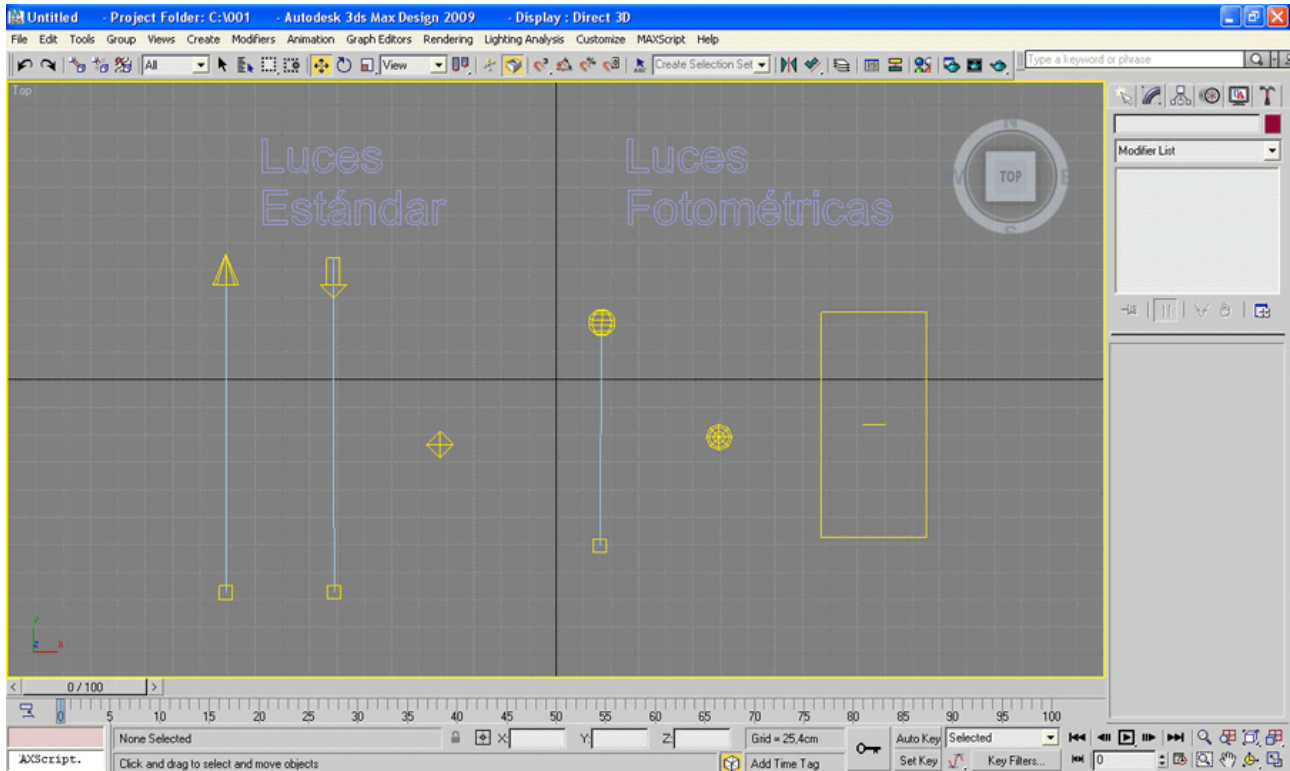 Untitled - Project Folder: C:\001 - Autodesk 3ds Max Design 2009 - Display : Direct 3D
File Edit Tools Group Views Create Modifiers Animation Graph Editors Rendering Lighting Analysis Customize MAXScript Help
All View Create Selection Set Type a keyword or phrase
Top
Luces
Estándar
Luces
Fotométricas
N
W TOP E
S
Modifier List
y
z x
0 / 100
0 5 10 15 20 25 30 35 40 45 50 55 60 65 70 75 80 85 90 95 100
None Selected X: Y: Z: Grid = 25,4cm Auto Key Selected
'AXScript. Click and drag to select and move objects Add Time Tag Set Key Key Filters... 0